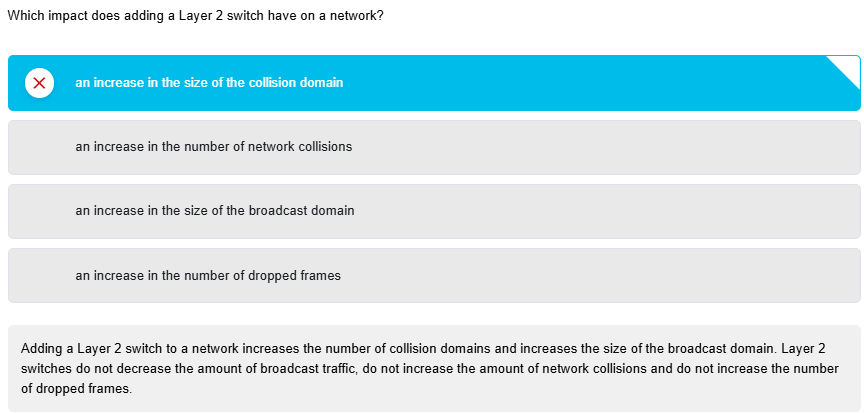 Which impact does adding a Layer 2 switch have on a network?
an increase in the size of the collision domain
an increase in the number of network collisions
an increase in the size of the broadcast domain
an increase in the number of dropped frames
Adding a Layer 2 switch to a network increases the number of collision domains and increases the size of the broadcast domain. Layer 2
switches do not decrease the amount of broadcast traffic, do not increase the amount of network collisions and do not increase the number
of dropped frames.